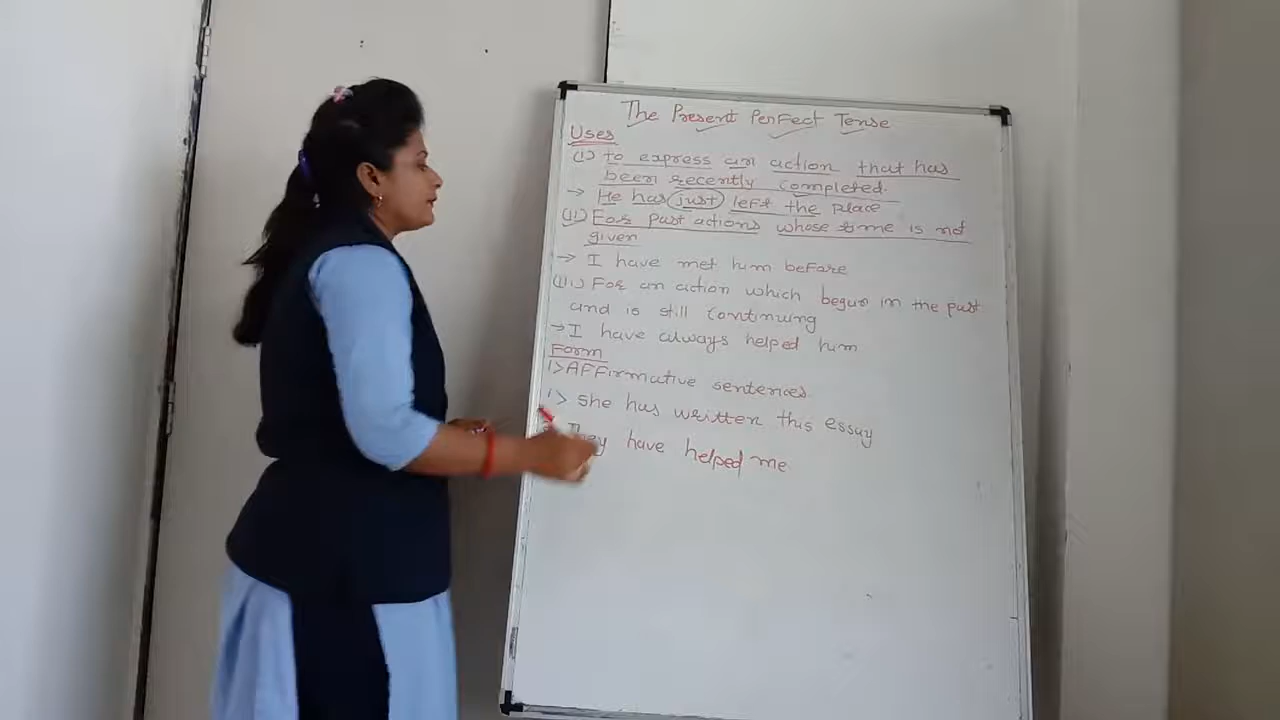 The Present PerFect Tense
Uses
(i) to express an action that has
been recently completed.
→ He has just left the place
(ii) For past actions whose time is not
given
→ I have met him before
(iii) For an action which begun in the past
and is still continuing
→ I have always helped him
Form
1> AFFirmative sentences.
i> she has written this essay
They have helped me